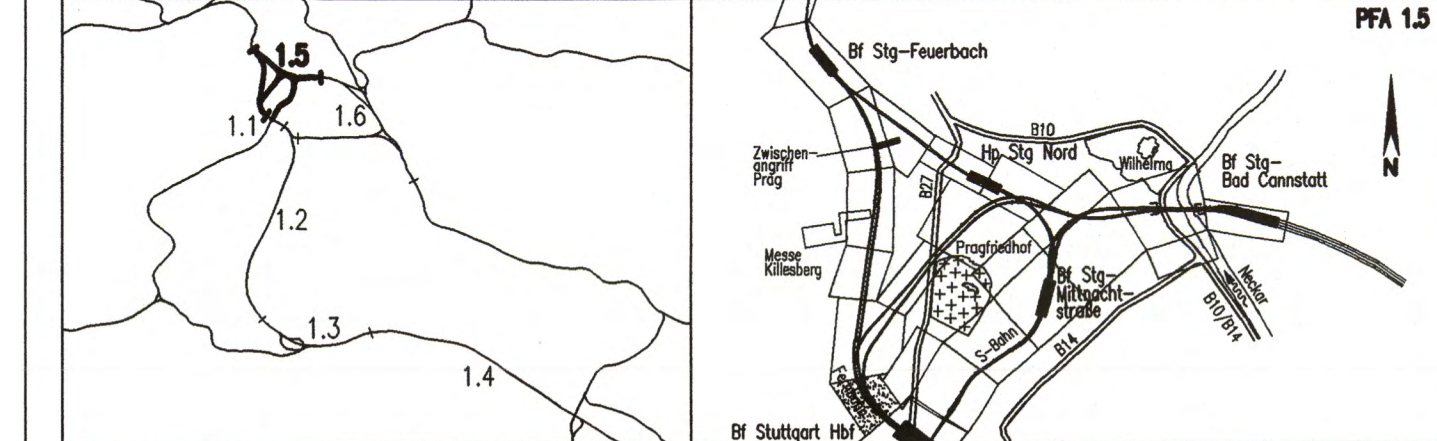 PFA 1.5
1.5
1.1
1.6
1.2
1.3
1.4
Bf Stg-Feuerbach
B10
Hp Stg Nord
Wilhelma
Bf Stg-
Bad Cannstatt
Zwischen-
angriff
Prag
B27
N
Messe
Killesberg
Pragfriedhof
Bf Stg-
Mittnacht-
straße
Neckar
B10/B14
S-Bahn
B14
Bf Stuttgart Hbf